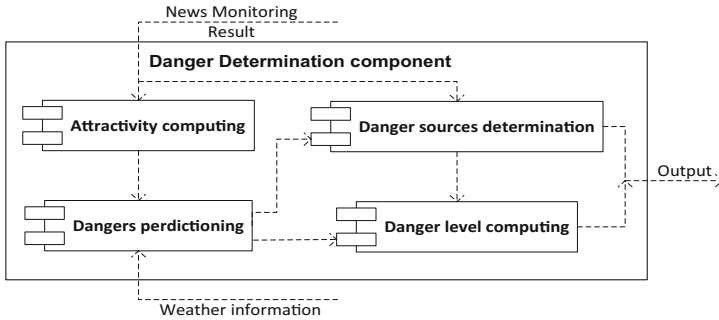 News Monitoring
Result
Danger Determination component
Attractivity computing
Danger sources determination
Output
Dangers perdictioning
Danger level computing
Weather information